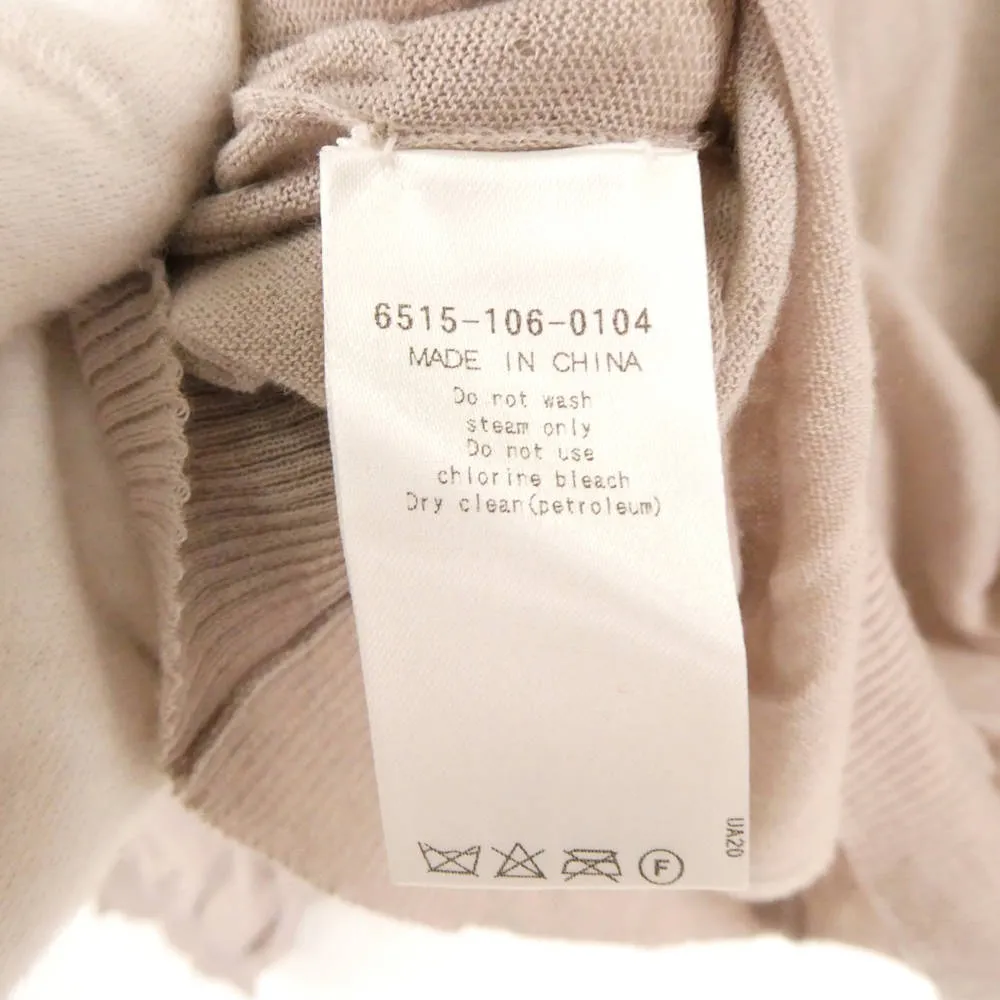 6515-106-0104
MADE IN CHINA
Do not wash
steam only
Do not use
chlorine bleach
Dry clean(petroleum)
UA20
F